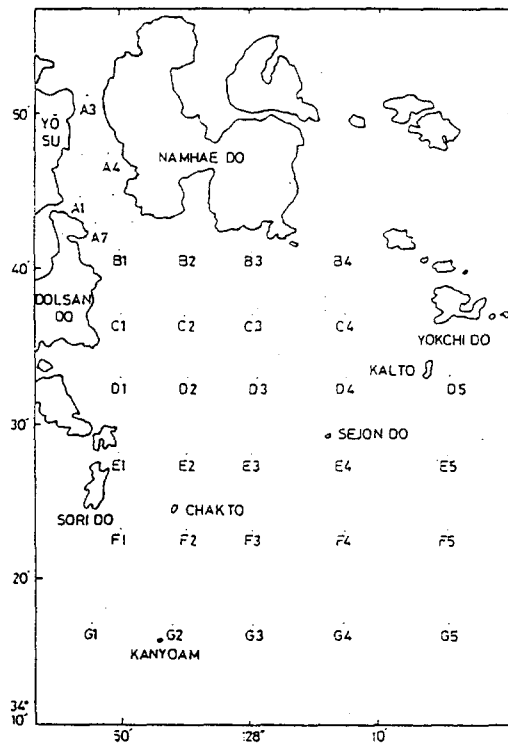 50'
A3
YŎ
SU
A4
NAMHAE DO
A1
A7
40'
B1 B2 B3 B4
DOLSAN
DO
C1 C2 C3 C4
YOKCHI DO
KALTO
D1 D2 D3 D4 D5
30'
SEJON DO
E1 E2 E3 E4 E5
CHAKTO
SORI DO
F1 F2 F3 F4 F5
20'
G1 G2 G3 G4 G5
KANYOAM
34°
10'
50' 128° 10'